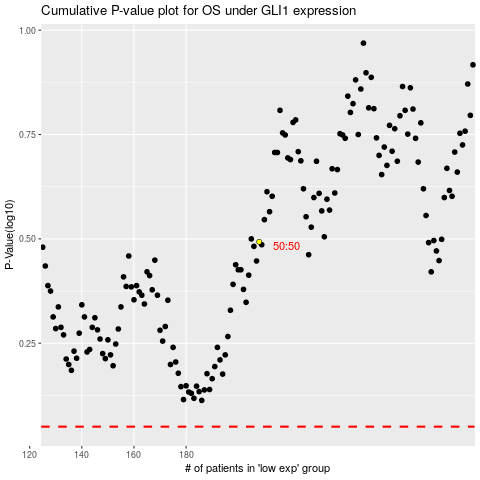 Cumulative P-value plot for OS under GLI1 expression
P-Value(log10)
1.00
0.75
0.50
0.25
50:50
120 140 160 180
# of patients in 'low exp' group